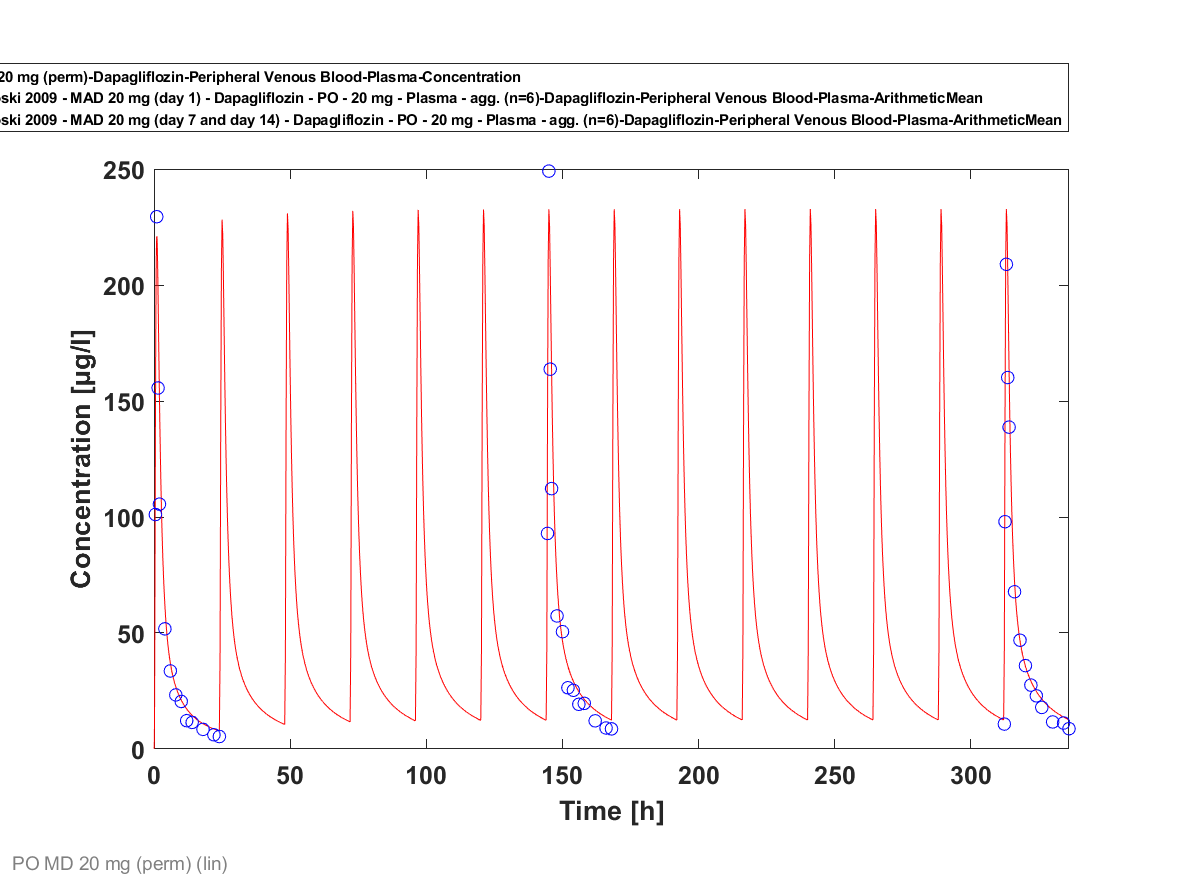 20 mg (perm)-Dapagliflozin-Peripheral Venous Blood-Plasma-Concentration
ski 2009 - MAD 20 mg (day 1) - Dapagliflozin - PO - 20 mg - Plasma - agg. (n=6)-Dapagliflozin-Peripheral Venous Blood-Plasma-ArithmeticMean
ski 2009 - MAD 20 mg (day 7 and day 14) - Dapagliflozin - PO - 20 mg - Plasma - agg. (n=6)-Dapagliflozin-Peripheral Venous Blood-Plasma-ArithmeticMean
250
200
150
100
50
0
Concentration [µg/l]
0 50 100 150 200 250 300
Time [h]
PO MD 20 mg (perm) (lin)